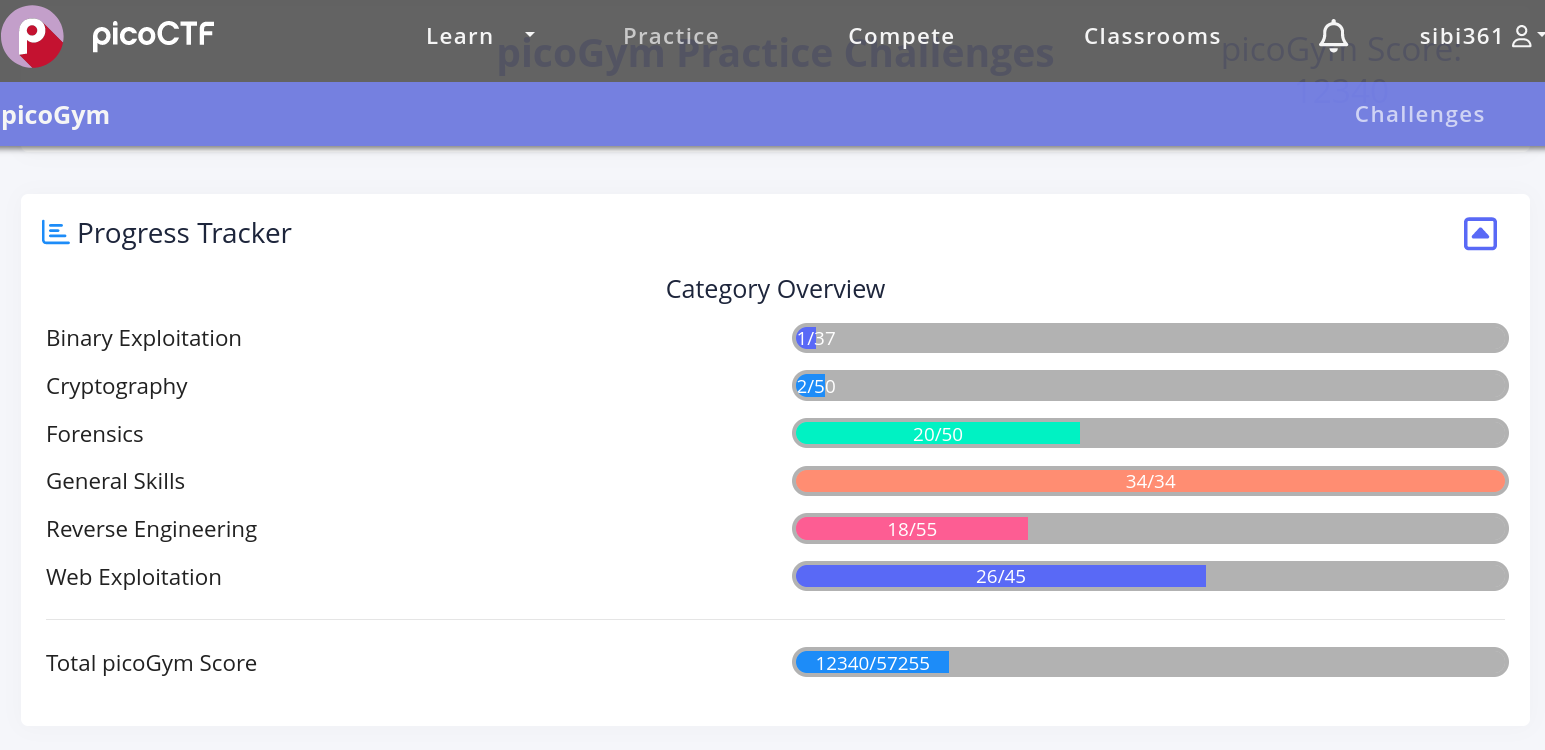 picoCTF Learn Practice Compete Classrooms sibi361
picoGym Practice Challenges picoGym Score:
12340
picoGym Challenges
Progress Tracker
Category Overview
Binary Exploitation 1/37
Cryptography 2/50
Forensics 20/50
General Skills 34/34
Reverse Engineering 18/55
Web Exploitation 26/45
Total picoGym Score 12340/57255